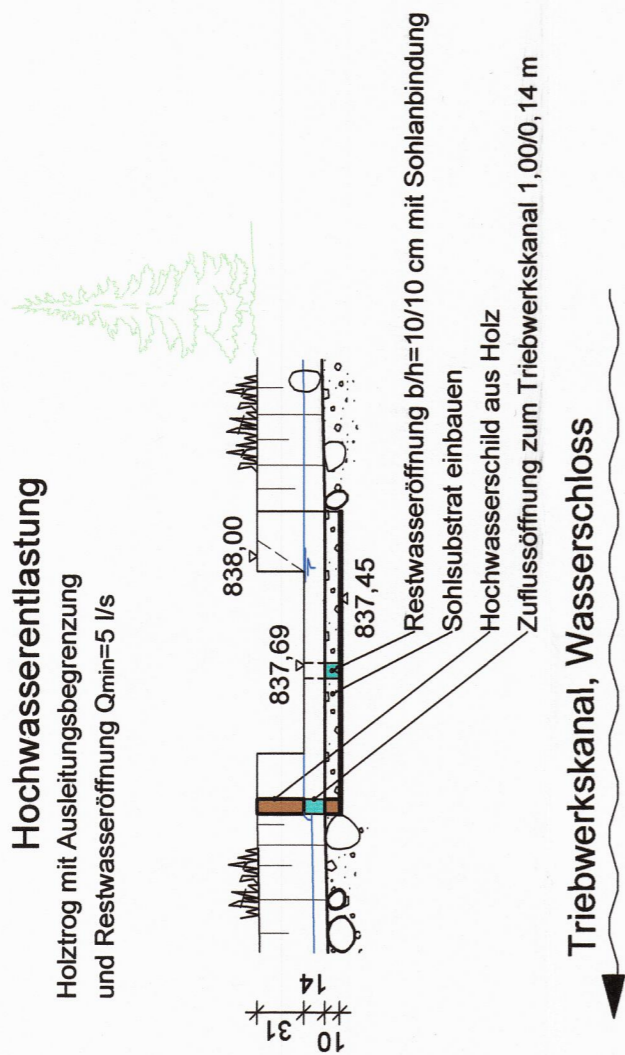 Hochwasserentlastung
Holztrog mit Ausleitungsbegrenzung
und Restwasseröffnung Qmin=5 l/s
838,00
837,69
837,45
31
14
10
Restwasseröffnung b/h=10/10 cm mit Sohlanbindung
Sohlsubstrat einbauen
Hochwasserschild aus Holz
Zuflussöffnung zum Triebwerkskanal 1,00/0,14 m
Triebwerkskanal, Wasserschloss